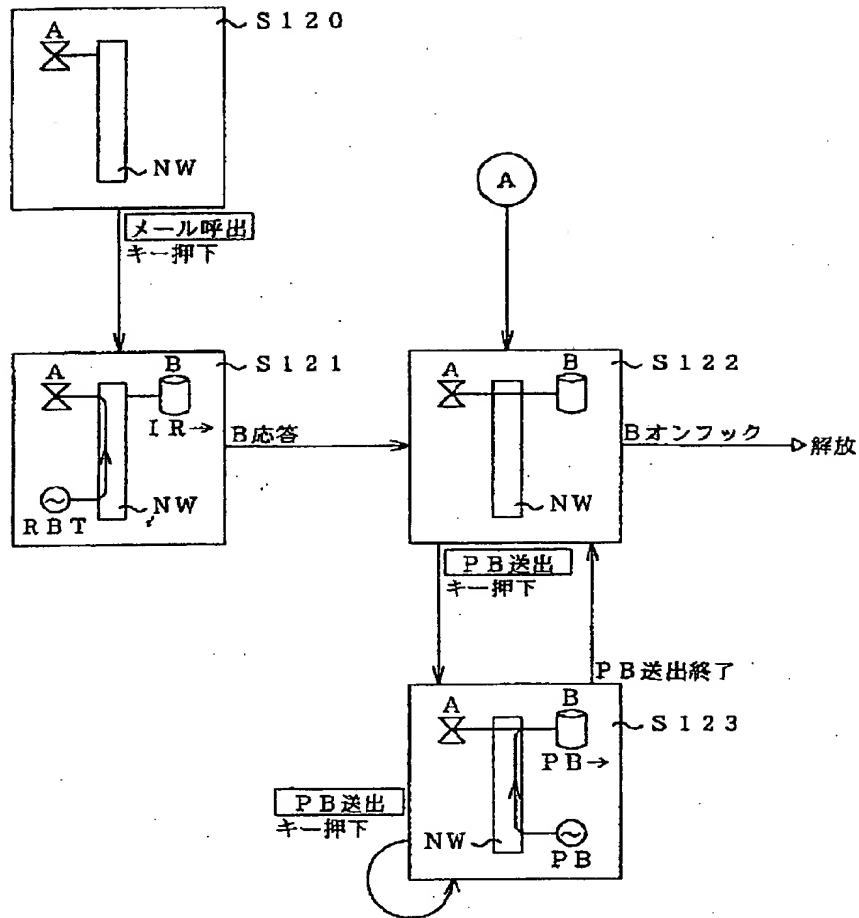 S120
A
NW
A
メール呼出
キー押下
S121
A
B
IR→
NW
RBT
B応答
S122
A
B
NW
Bオンフック
解放
PB送出
キー押下
PB送出終了
S123
A
B
PB→
NW
PB
PB送出
キー押下